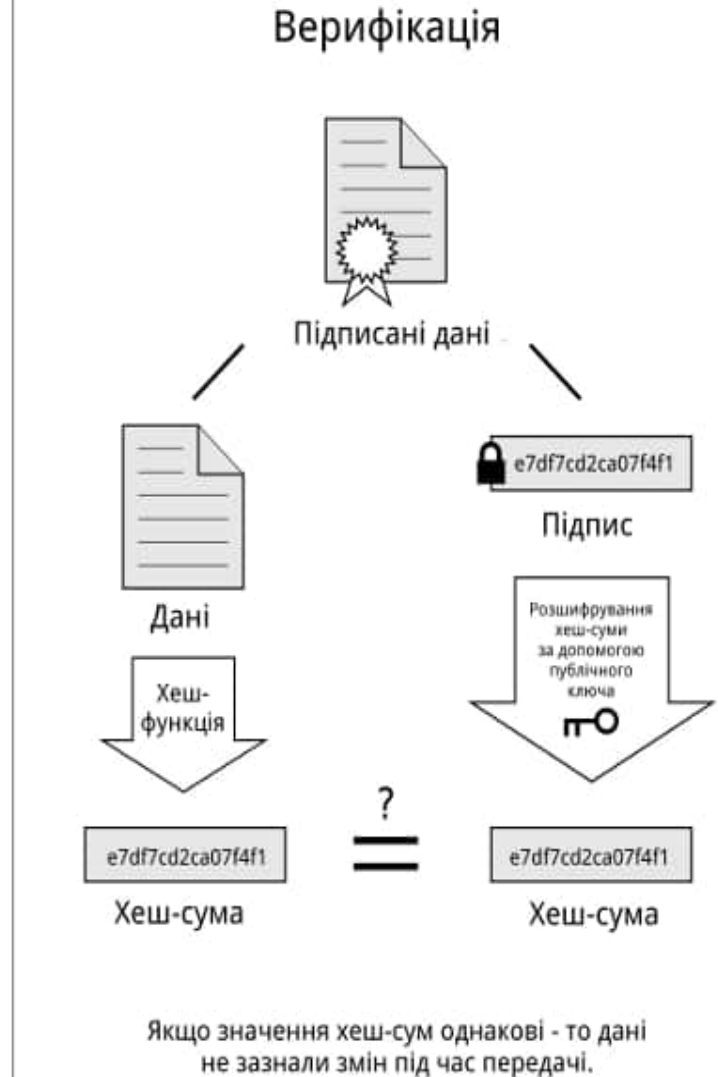 Верифікація
Підписані дані
e7df7cd2ca07f4f1
Підпис
Дані
Розшифрування
хеш-суми
за допомогою
публічного
ключа
Хеш-
функція
?
=
e7df7cd2ca07f4f1
e7df7cd2ca07f4f1
Хеш-сума
Хеш-сума
Якщо значення хеш-сум однакові - то дані
не зазнали змін під час передачі.